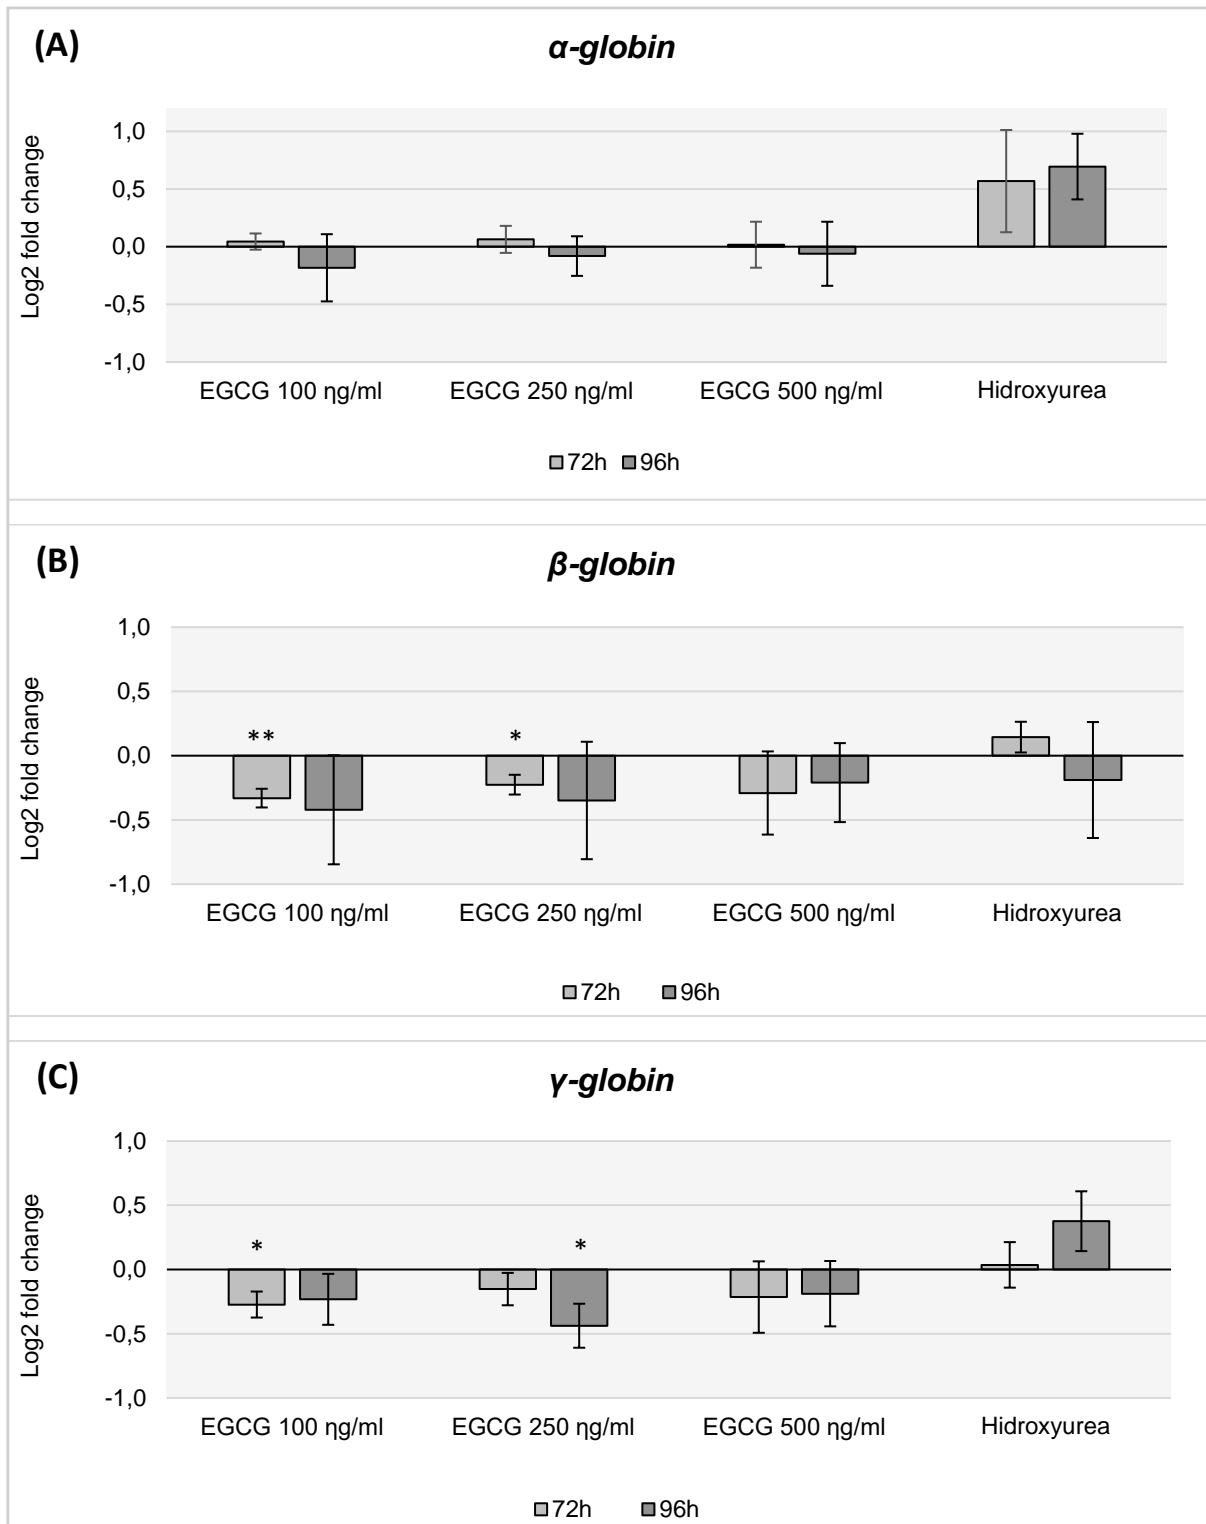 (A)
α-globin
Log2 fold change
1,0
0,5
0,0
-0,5
-1,0
EGCG 100 ηg/ml EGCG 250 ηg/ml EGCG 500 ηg/ml Hidroxyurea
72h 96h
(B)
β-globin
Log2 fold change
1,0
0,5
** *
0,0
-0,5
-1,0
EGCG 100 ηg/ml EGCG 250 ηg/ml EGCG 500 ηg/ml Hidroxyurea
72h 96h
(C)
γ-globin
Log2 fold change
1,0
0,5
* *
0,0
-0,5
-1,0
EGCG 100 ηg/ml EGCG 250 ηg/ml EGCG 500 ηg/ml Hidroxyurea
72h 96h